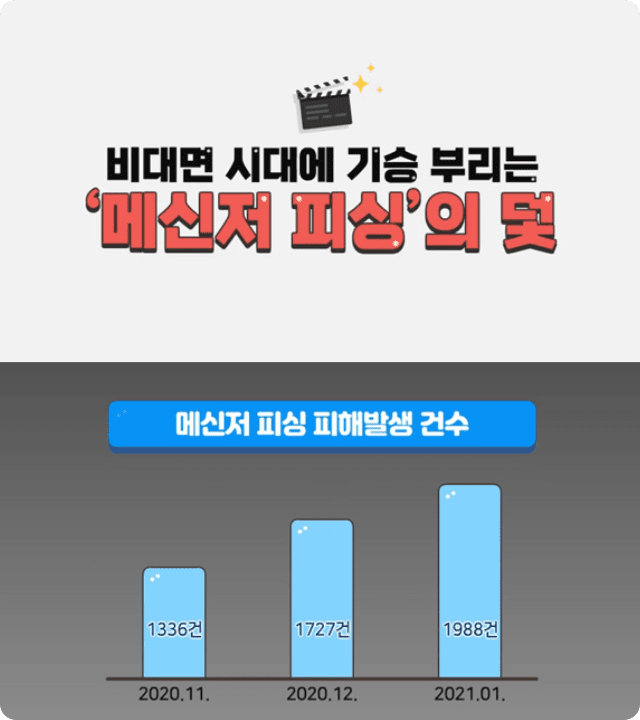 비대면 시대에 기승 부리는
‘메신저 피싱’의 덫
메신저 피싱 피해발생 건수
1336건
1727건
1988건
2020.11.
2020.12.
2021.01.